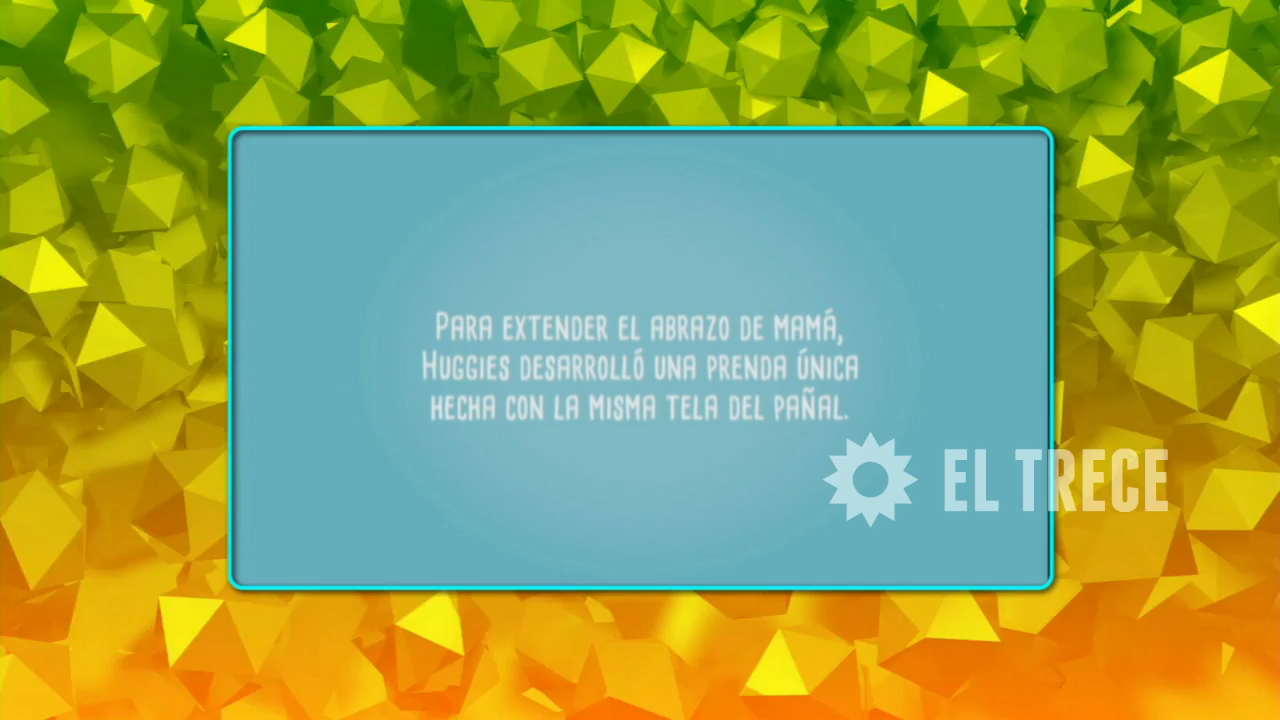 PARA EXTENDER EL ABRAZO DE MAMÁ,
HUGGIES DESARROLLÓ UNA PRENDA ÚNICA
HECHA CON LA MISMA TELA DEL PAÑAL.
EL TRECE